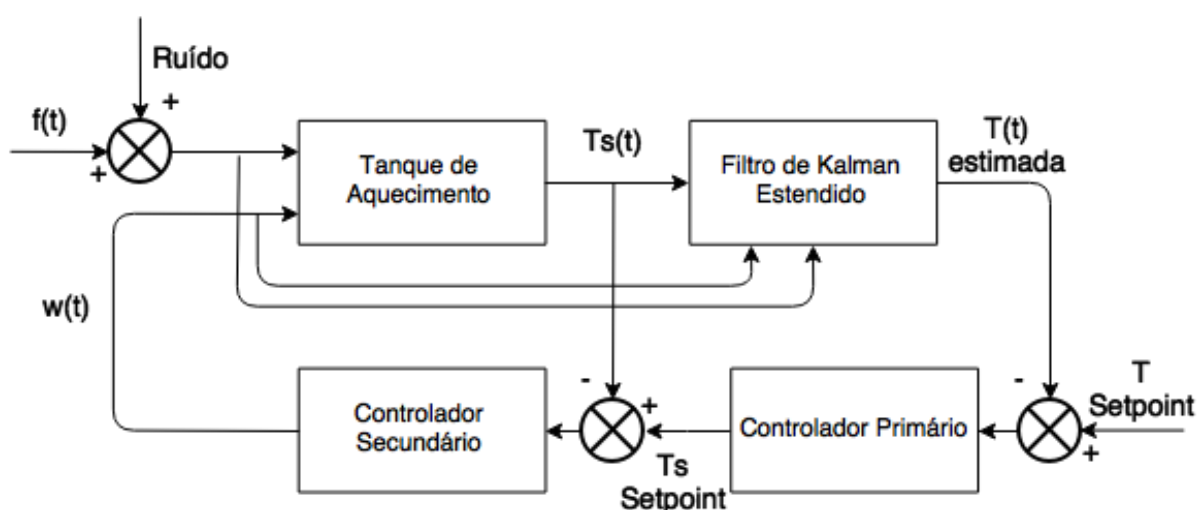 Ruído
+
f(t)
+
Tanque de
Aquecimento
Ts(t)
Filtro de Kalman
Estendido
T(t)
estimada
w(t)
Controlador
Secundário
-
+
Ts
Setpoint
Controlador Primário
-
T
Setpoint
+